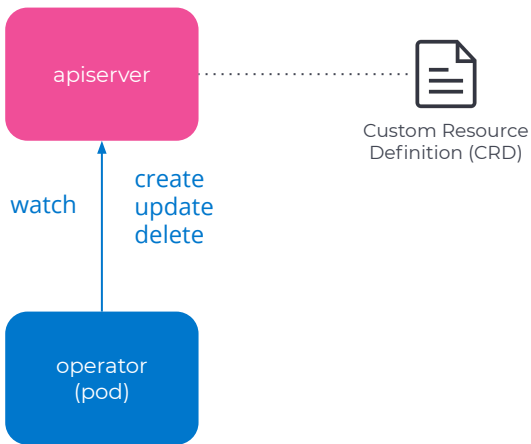 apiserver
Custom Resource
Definition (CRD)
watch
create
update
delete
operator
(pod)